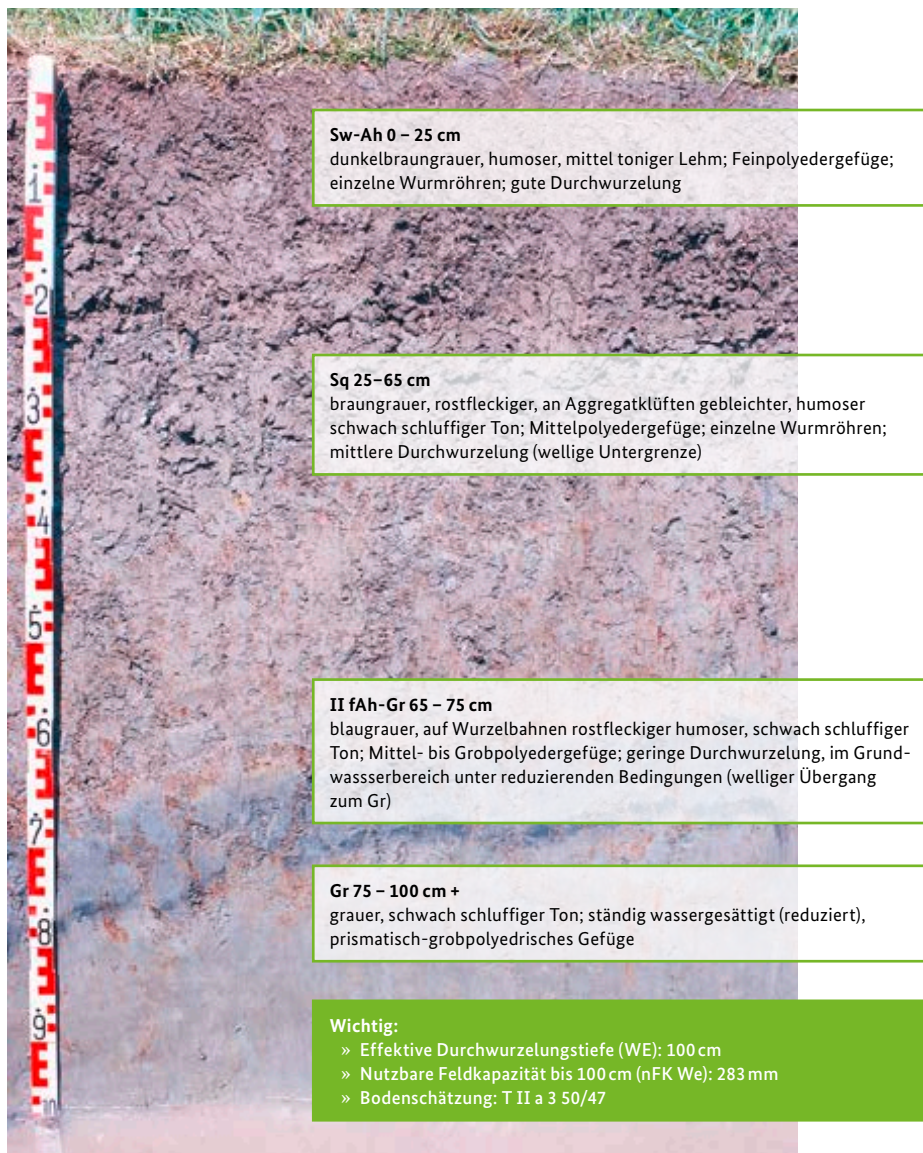 Sw-Ah 0 – 25 cm
dunkelbraungrauer, humoser, mittel toniger Lehm; Feinpolyedergefüge;
einzelne Wurmröhren; gute Durchwurzelung
1
2
Sq 25–65 cm
braungrauer, rostfleckiger, an Aggregatklüften gebleichter, humoser
schwach schluffiger Ton; Mittelpolyedergefüge; einzelne Wurmröhren;
mittlere Durchwurzelung (wellige Untergrenze)
3
4
5
II fAh-Gr 65 – 75 cm
blaugrauer, auf Wurzelbahnen rostfleckiger humoser, schwach schluffiger
Ton; Mittel- bis Grobpolyedergefüge; geringe Durchwurzelung, im Grund-
wassserbereich unter reduzierenden Bedingungen (welliger Übergang
zum Gr)
6
7
Gr 75 – 100 cm +
grauer, schwach schluffiger Ton; ständig wassergesättigt (reduziert),
prismatisch-grobpolyedrisches Gefüge
8
9
10
Wichtig:
» Effektive Durchwurzelungstiefe (WE): 100 cm
» Nutzbare Feldkapazität bis 100 cm (nFK We): 283 mm
» Bodenschätzung: T II a 3 50/47